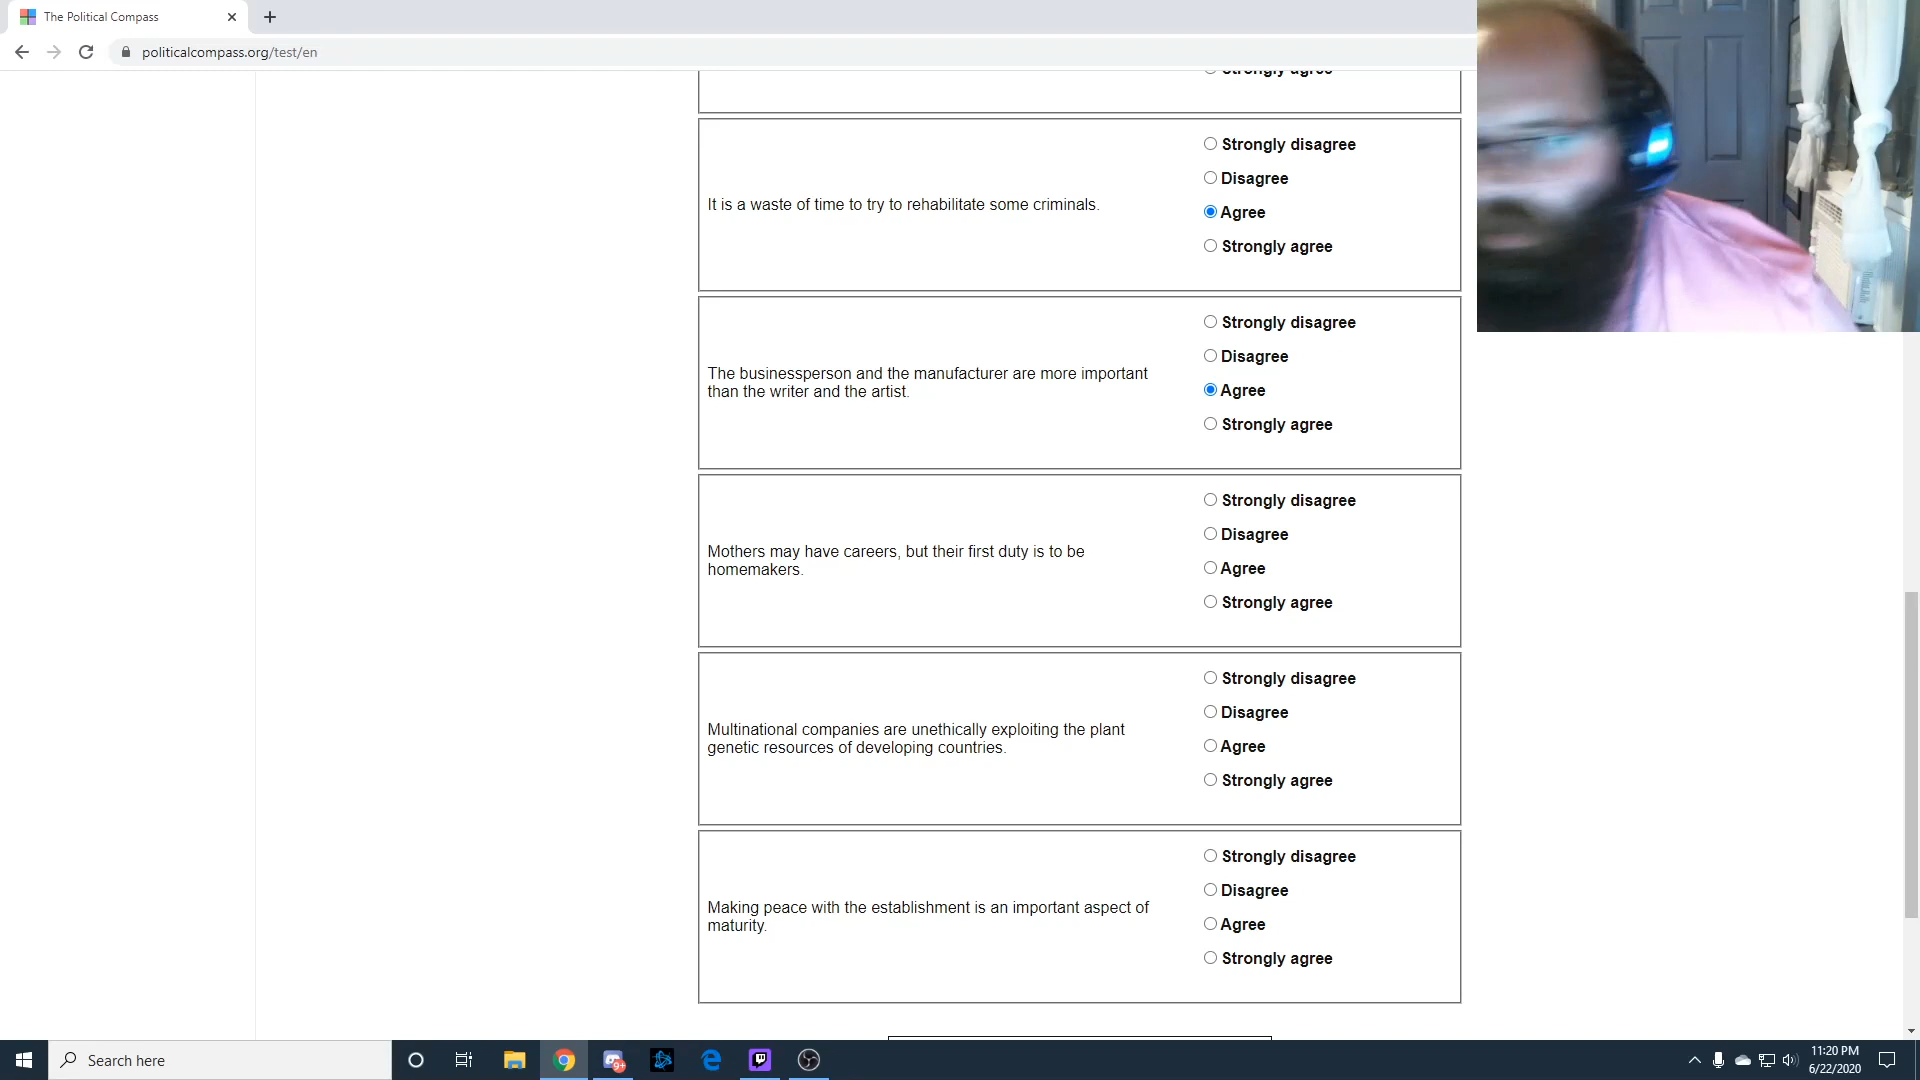 The Political Compass
politicalcompass.org/test/en
Strongly agree
It is a waste of time to try to rehabilitate some criminals.
Strongly disagree
Disagree
Agree
Strongly agree
The businessperson and the manufacturer are more important
than the writer and the artist.
Strongly disagree
Disagree
Agree
Strongly agree
Mothers may have careers, but their first duty is to be
homemakers.
Strongly disagree
Disagree
Agree
Strongly agree
Multinational companies are unethically exploiting the plant
genetic resources of developing countries.
Strongly disagree
Disagree
Agree
Strongly agree
Making peace with the establishment is an important aspect of
maturity.
Strongly disagree
Disagree
Agree
Strongly agree
Search here
9+
11:20 PM
6/22/2020